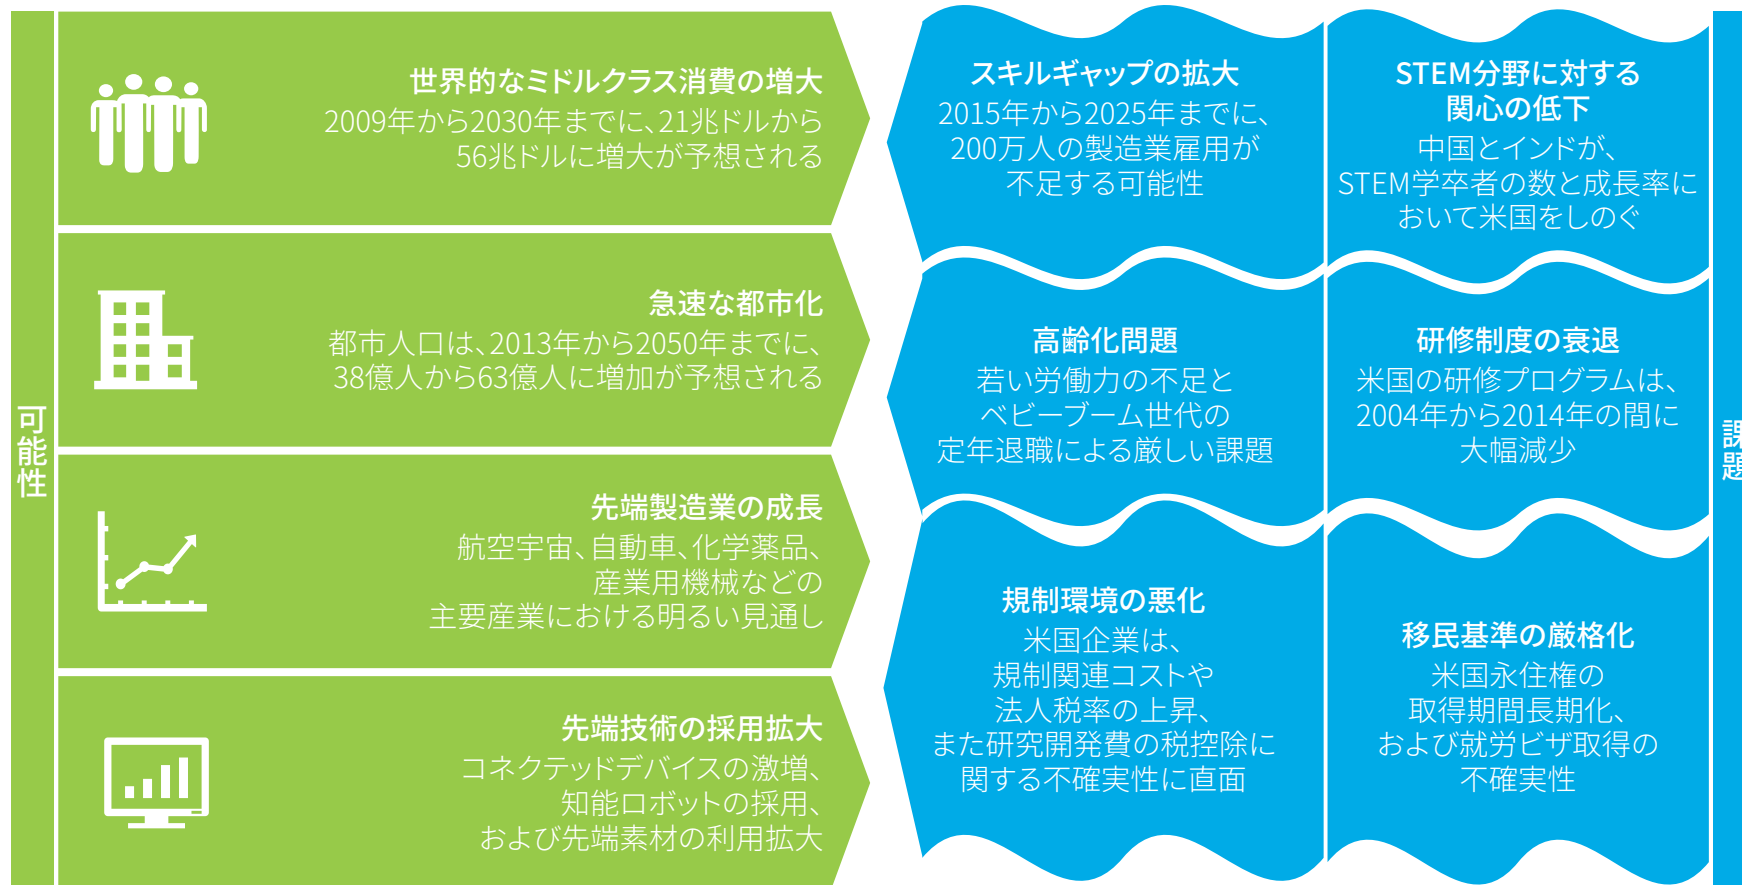 可能性
世界的なミドルクラス消費の増大
2009年から2030年までに、21兆ドルから
56兆ドルに増大が予想される
急速な都市化
都市人口は、2013年から2050年までに、
38億人から63億人に増加が予想される
先端製造業の成長
航空宇宙、自動車、化学薬品、
産業用機械などの
主要産業における明るい見通し
先端技術の採用拡大
コネクテッドデバイスの激増、
知能ロボットの採用、
および先端素材の利用拡大
スキルギャップの拡大
2015年から2025年までに、
200万人の製造業雇用が
不足する可能性
STEM分野に対する
関心の低下
中国とインドが、
STEM学卒者の数と成長率に
おいて米国をしのぐ
高齢化問題
若い労働力の不足と
ベビーブーム世代の
定年退職による厳しい課題
研修制度の衰退
米国の研修プログラムは、
2004年から2014年の間に
大幅減少
規制環境の悪化
米国企業は、
規制関連コストや
法人税率の上昇、
また研究開発費の税控除に
関する不確実性に直面
移民基準の厳格化
米国永住権の
取得期間長期化、
および就労ビザ取得の
不確実性
課題